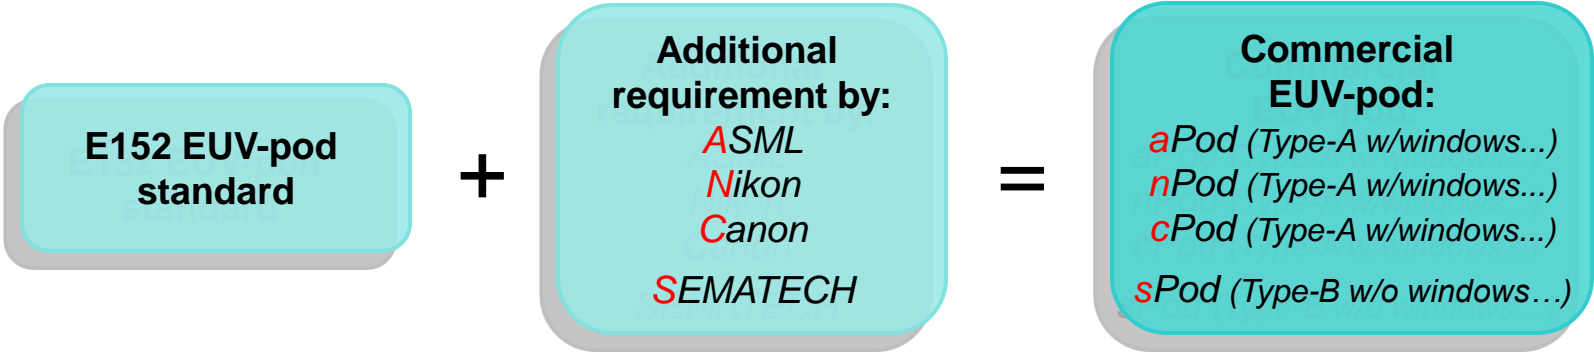 E152 EUV-pod
standard
+
Additional
requirement by:
ASML
Nikon
Canon
SEMATECH
=
Commercial
EUV-pod:
aPod (Type-A w/windows...)
nPod (Type-A w/windows...)
cPod (Type-A w/windows...)
sPod (Type-B w/o windows…)